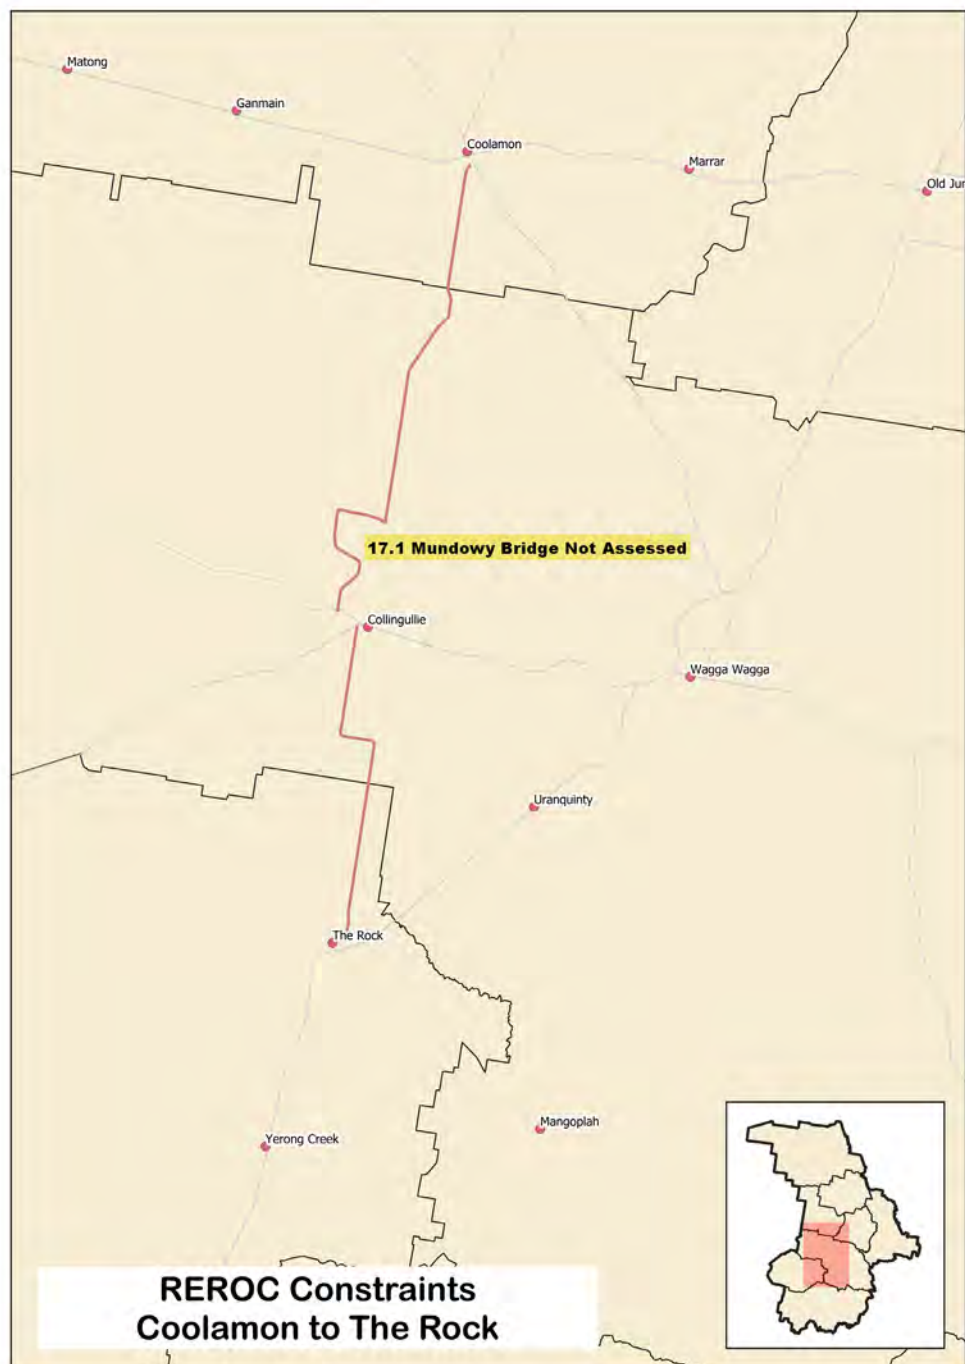 Matong
Ganmain
Coolamon
Marrar
Old Jun
17.1 Mundowy Bridge Not Assessed
Collingullie
Wagga Wagga
Uranquinty
The Rock
Mangoplah
Yerong Creek
REROC Constraints
Coolamon to The Rock